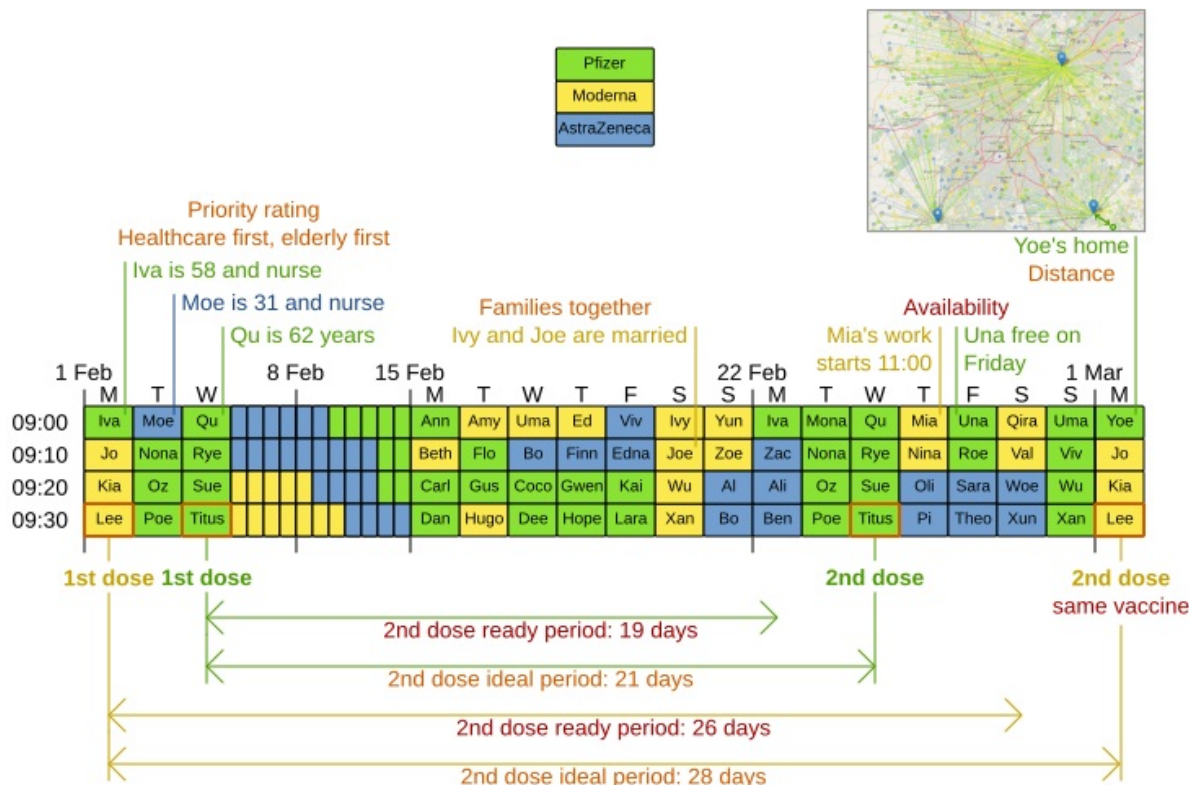 Pfizer
Moderna
AstraZeneca
Priority rating
Healthcare first, elderly first
Iva is 58 and nurse
Moe is 31 and nurse
Qu is 62 years
Families together
Ivy and Joe are married
Yoe's home
Distance
Availability
Mia's work
starts 11:00
Una free on
Friday
1 Feb 8 Feb 15 Feb 22 Feb 1 Mar
M T W M T W T F S S M T W T F S S M
09:00 Iva Moe Qu Ann Amy Uma Ed Viv Ivy Yun Iva Mona Qu Mia Una Qira Uma Yoe
09:10 Jo Nona Rye Beth Flo Bo Finn Edna Joe Zoe Zac Nona Rye Nina Roe Val Viv Jo
09:20 Kia Oz Sue Carl Gus Coco Gwen Kai Wu Al Ali Oz Sue Oli Sara Woe Wu Kia
09:30 Lee Poe Titus Dan Hugo Dee Hope Lara Xan Bo Ben Poe Titus Pi Theo Xun Xan Lee
1st dose 1st dose 2nd dose 2nd dose
same vaccine
2nd dose ready period: 19 days
2nd dose ideal period: 21 days
2nd dose ready period: 26 days
2nd dose ideal period: 28 days